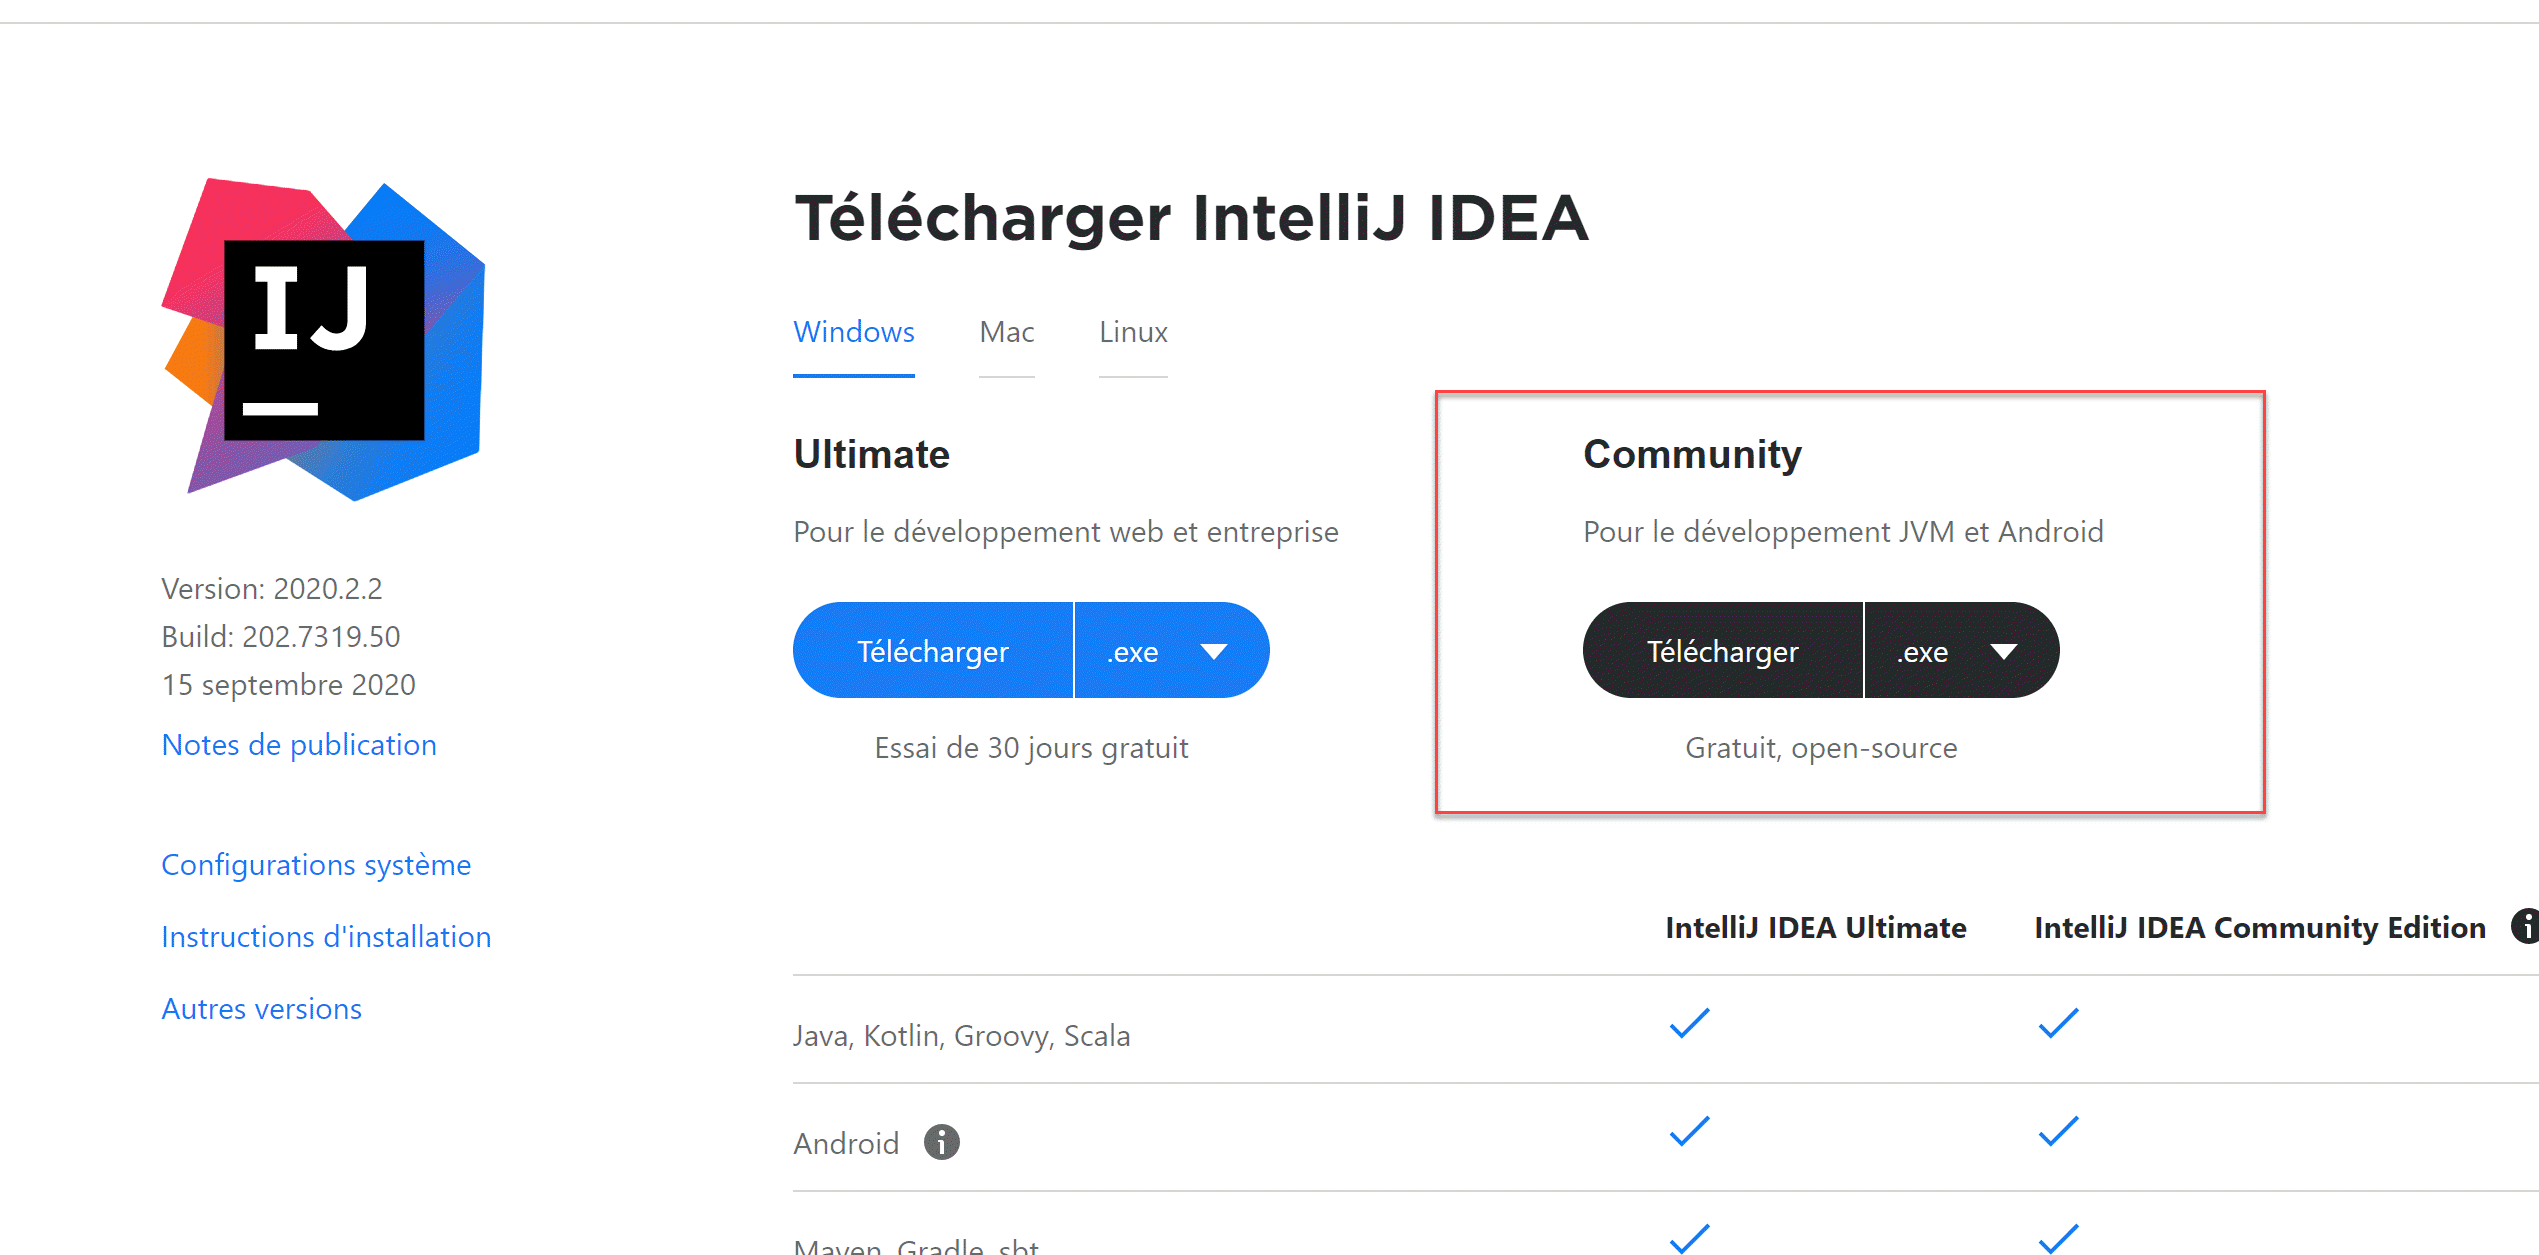 IJ
Télécharger IntelliJ IDEA
Windows Mac Linux
Ultimate
Pour le développement web et entreprise
Télécharger .exe
Essai de 30 jours gratuit
Community
Pour le développement JVM et Android
Télécharger .exe
Gratuit, open-source
Version: 2020.2.2
Build: 202.7319.50
15 septembre 2020
Notes de publication
Configurations système
Instructions d'installation
Autres versions
IntelliJ IDEA Ultimate IntelliJ IDEA Community Edition
Java, Kotlin, Groovy, Scala
Android
Maven, Gradle, sbt